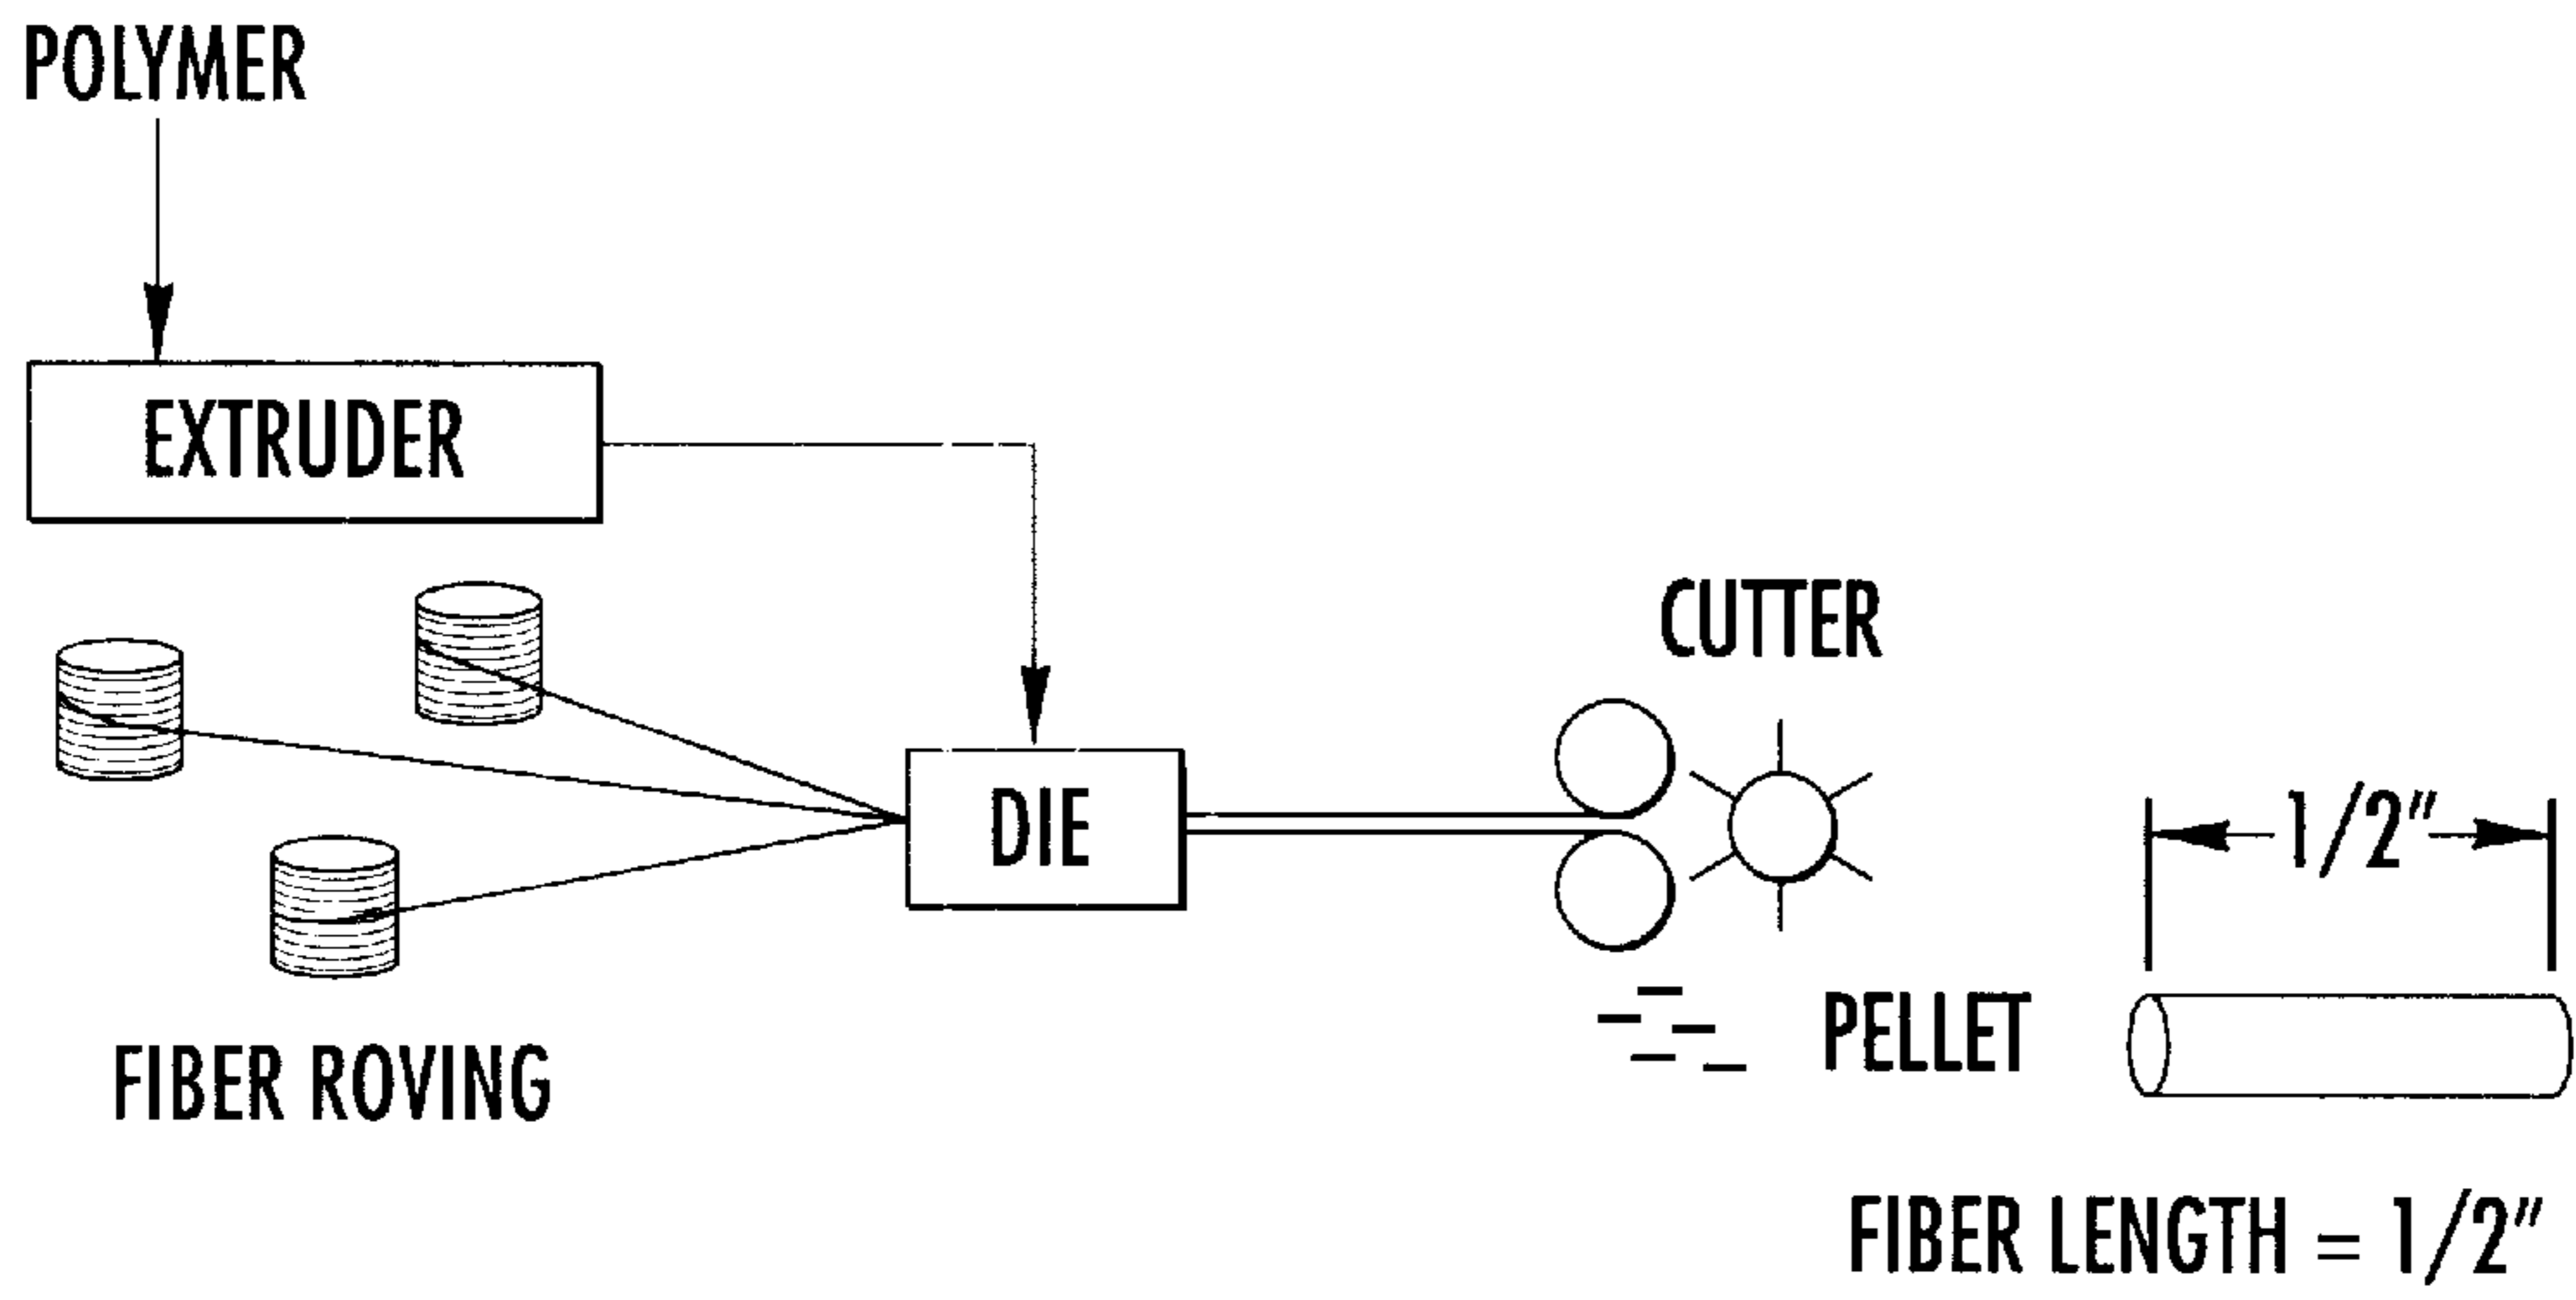 POLYMER
EXTRUDER
CUTTER
DIE
1/2"
PELLET
FIBER ROVING
FIBER LENGTH = 1/2"